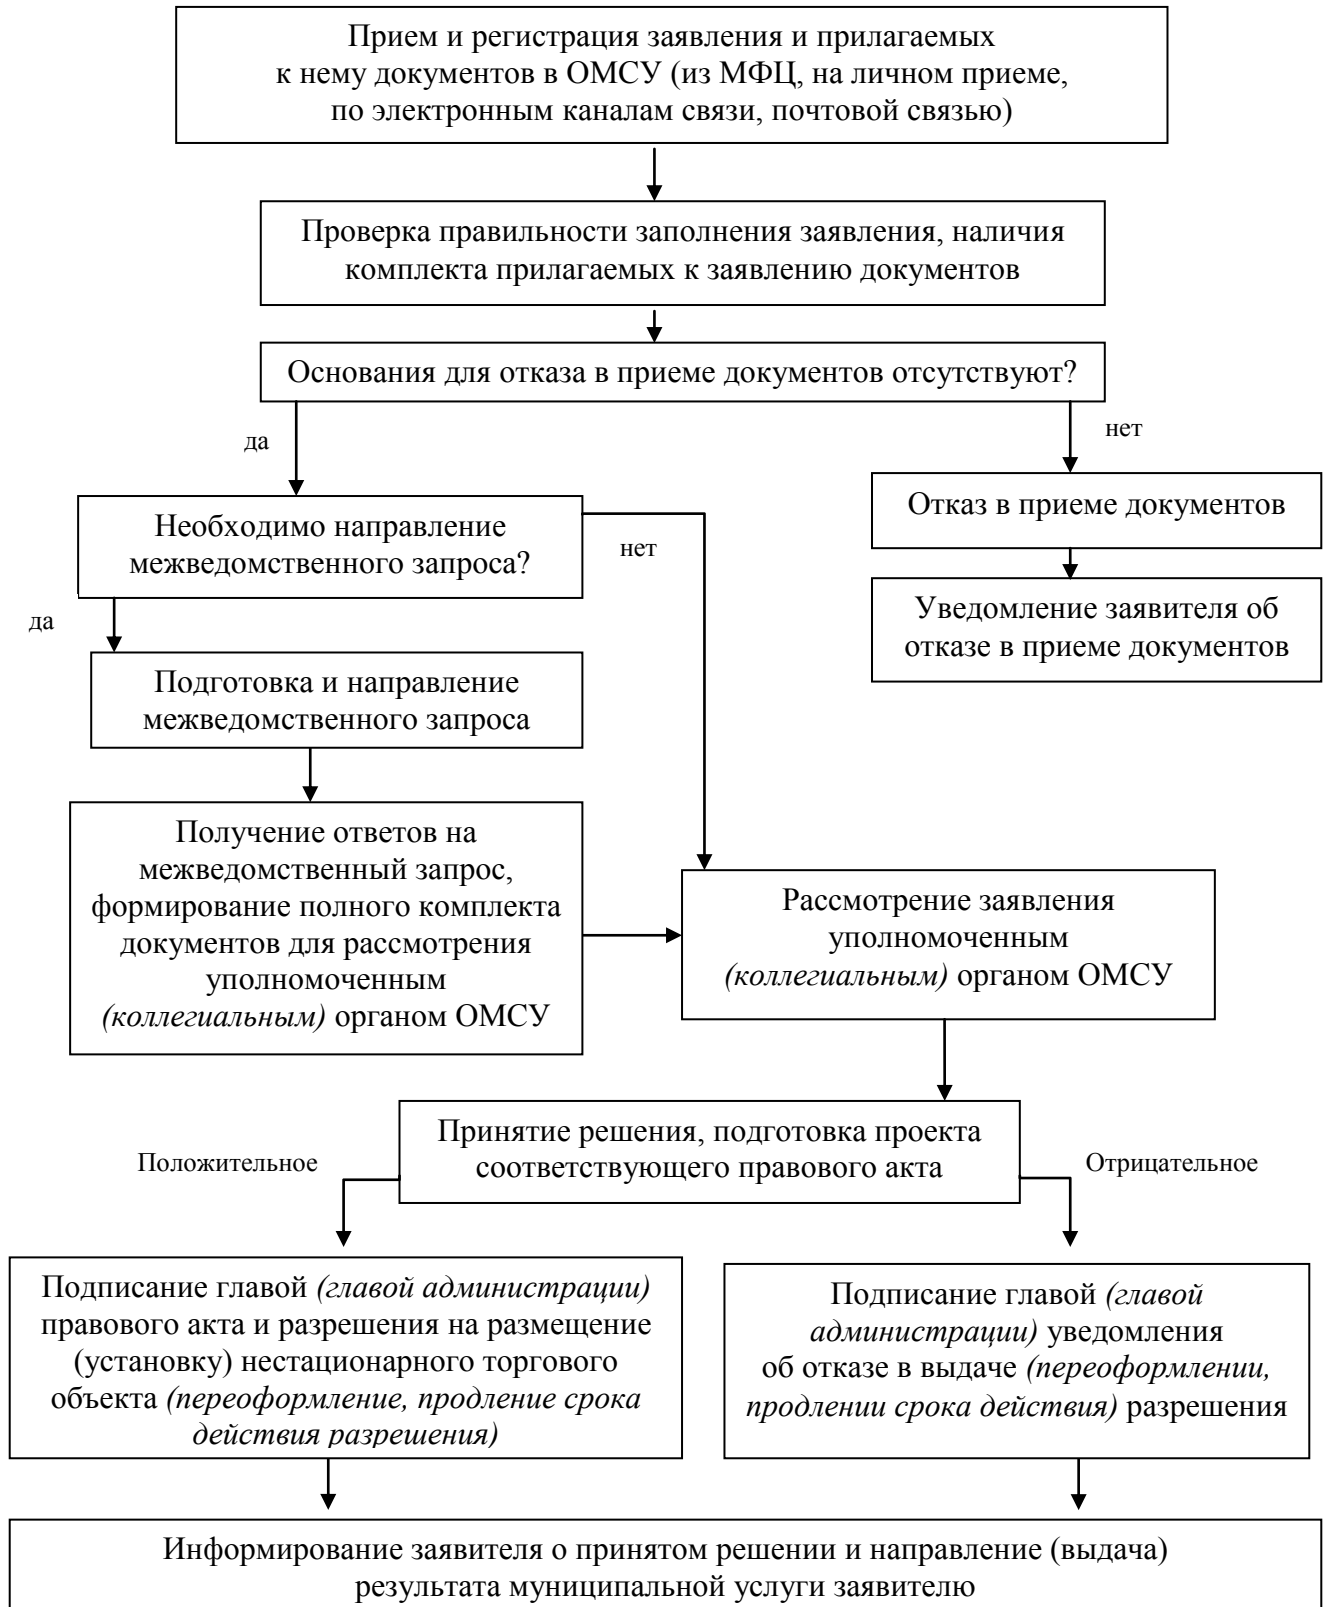 Прием и регистрация заявления и прилагаемых
к нему документов в ОМСУ (из МФЦ, на личном приеме,
по электронным каналам связи, почтовой связью)
Проверка правильности заполнения заявления, наличия
комплекта прилагаемых к заявлению документов
Основания для отказа в приеме документов отсутствуют?
да
нет
Необходимо направление
межведомственного запроса?
нет
Отказ в приеме документов
да
Уведомление заявителя об
отказе в приеме документов
Подготовка и направление
межведомственного запроса
Получение ответов на
межведомственный запрос,
формирование полного комплекта
документов для рассмотрения
уполномоченным
(коллегиальным) органом ОМСУ
Рассмотрение заявления
уполномоченным
(коллегиальным) органом ОМСУ
Принятие решения, подготовка проекта
соответствующего правового акта
Положительное
Отрицательное
Подписание главой (главой администрации)
правового акта и разрешения на размещение
(установку) нестационарного торгового
объекта (переоформление, продление срока
действия разрешения)
Подписание главой (главой
администрации) уведомления
об отказе в выдаче (переоформлении,
продлении срока действия) разрешения
Информирование заявителя о принятом решении и направление (выдача)
результата муниципальной услуги заявителю